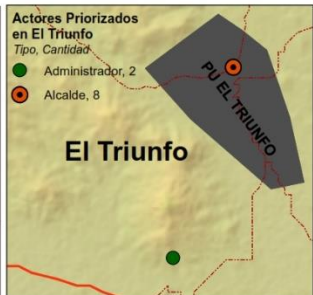 Actores Priorizados
en El Triunfo
Tipo, Cantidad
Administrador, 2
Alcalde, 8
PU EL TRIUNFO
El Triunfo